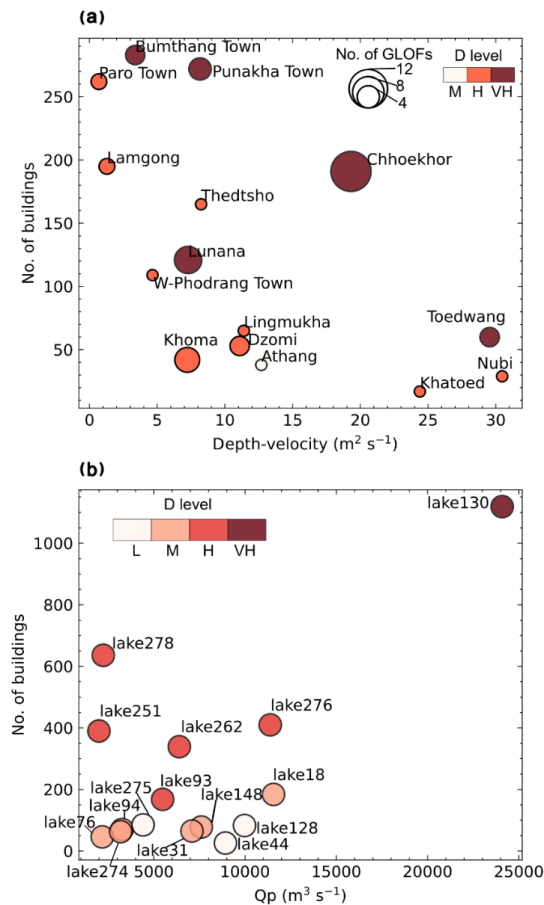 (a)
Bumthang Town
Paro Town
Punakha Town
No. of GLOFs
12
8
4
D level
M H VH
Lamgong
Chhoekhor
Thedtsho
Lunana
W-Phodrang Town
Lingmukha
Dzomi
Khoma
Athang
Toedwang
Nubi
Khatoed
250
200
150
100
50
No. of buildings
0 5 10 15 20 25 30
Depth-velocity (m² s⁻¹)
(b)
D level
L M H VH
lake130
lake278
lake251
lake276
lake262
lake18
lake275
lake93
lake148
lake94
lake76
lake128
lake31
lake44
lake274
1000
800
600
400
200
0
No. of buildings
5000 10000 15000 20000 25000
Qp (m³ s⁻¹)